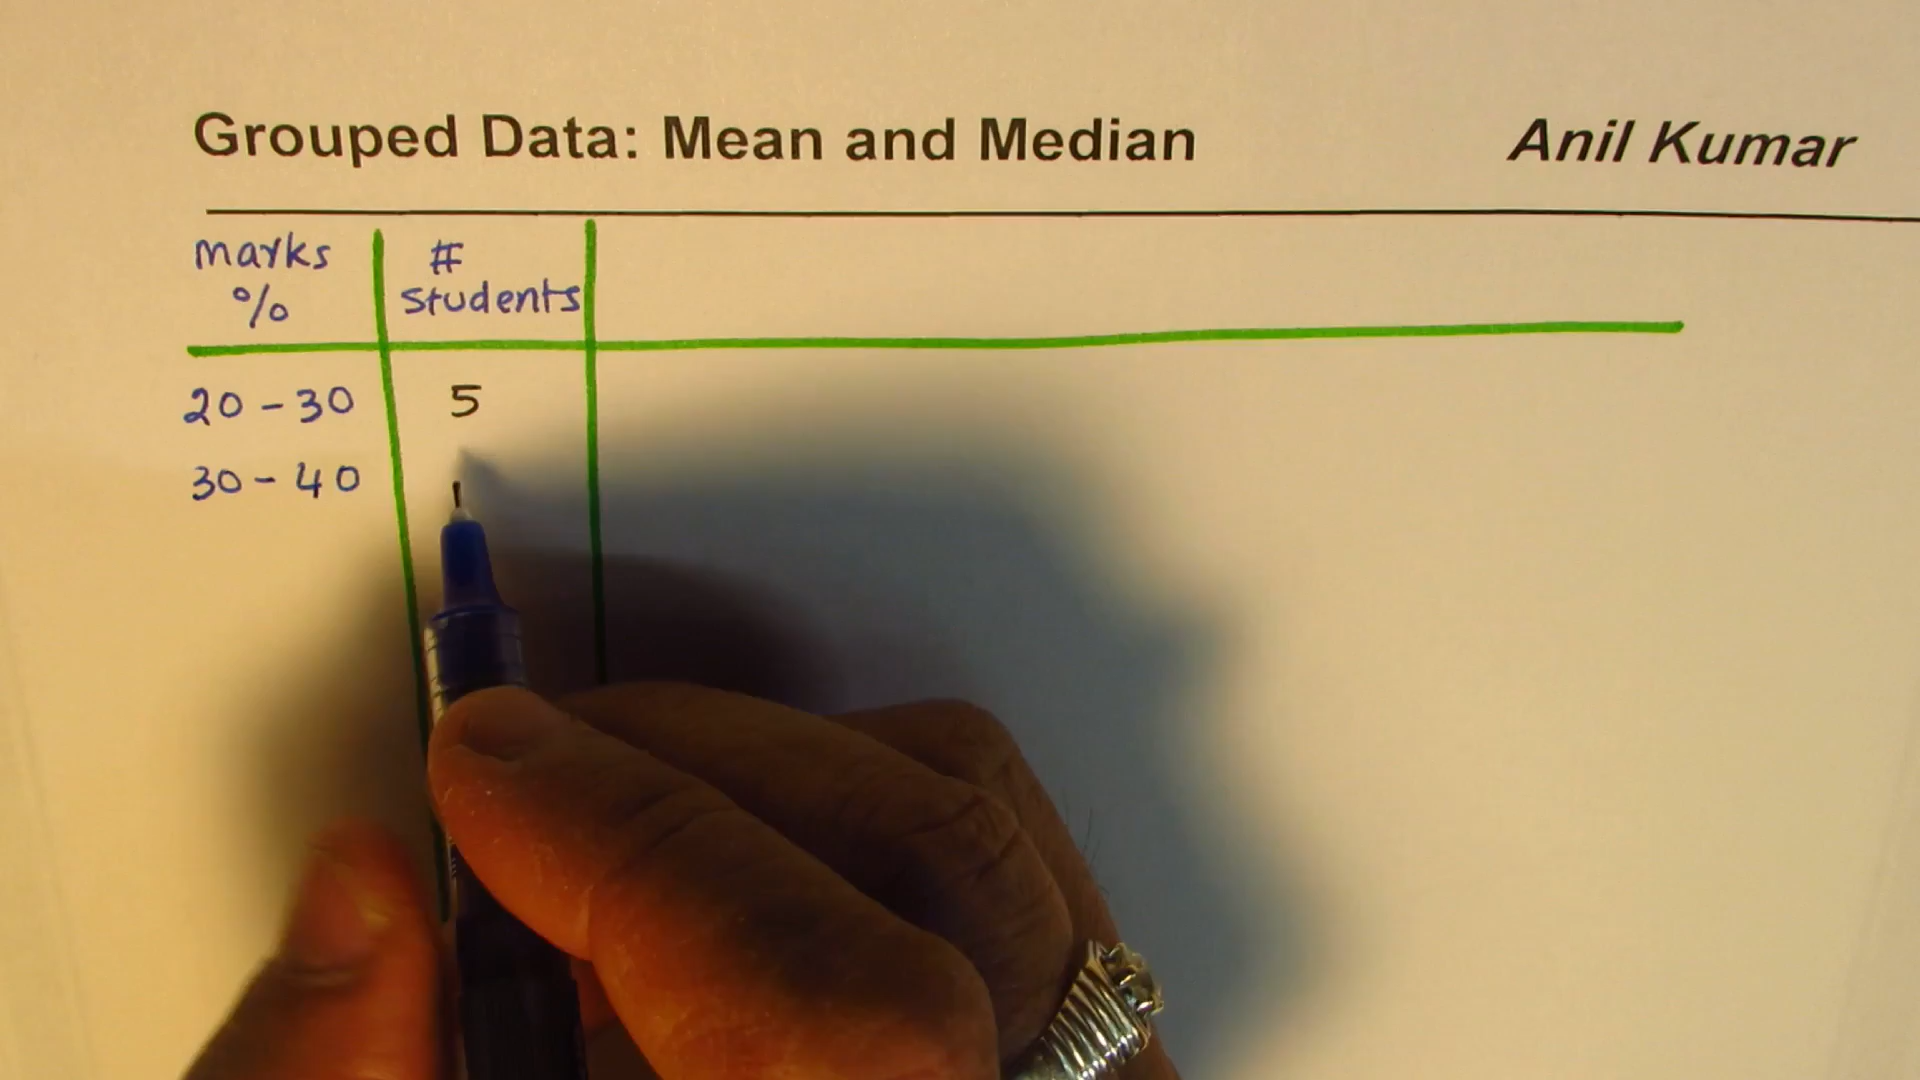 Grouped Data: Mean and Median Anil Kumar
marks % # students
20 - 30 5
30 - 40